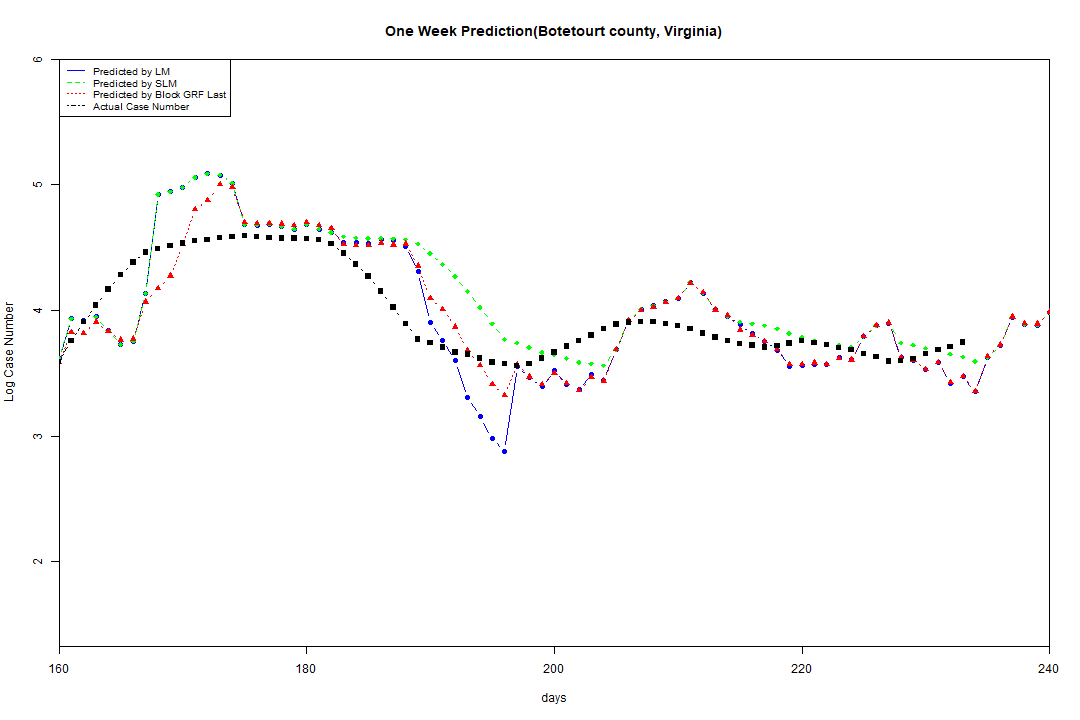 One Week Prediction(Botetourt county, Virginia)
Predicted by LM
Predicted by SLM
Predicted by Block GRF Last
Actual Case Number
6
5
4
3
2
Log Case Number
160
180
200
220
240
days